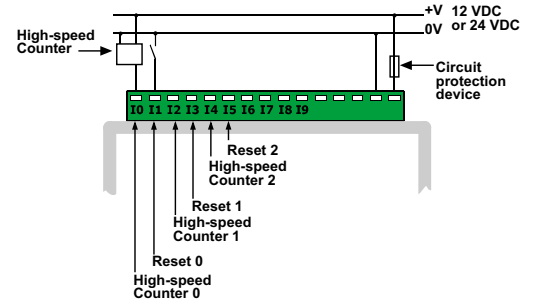 +V 12 VDC
or 24 VDC
0V
High-speed
Counter
Circuit
protection
device
I0 I1 I2 I3 I4 I5 I6 I7 I8 I9
Reset 2
High-speed
Counter 2
Reset 1
High-speed
Counter 1
Reset 0
High-speed
Counter 0